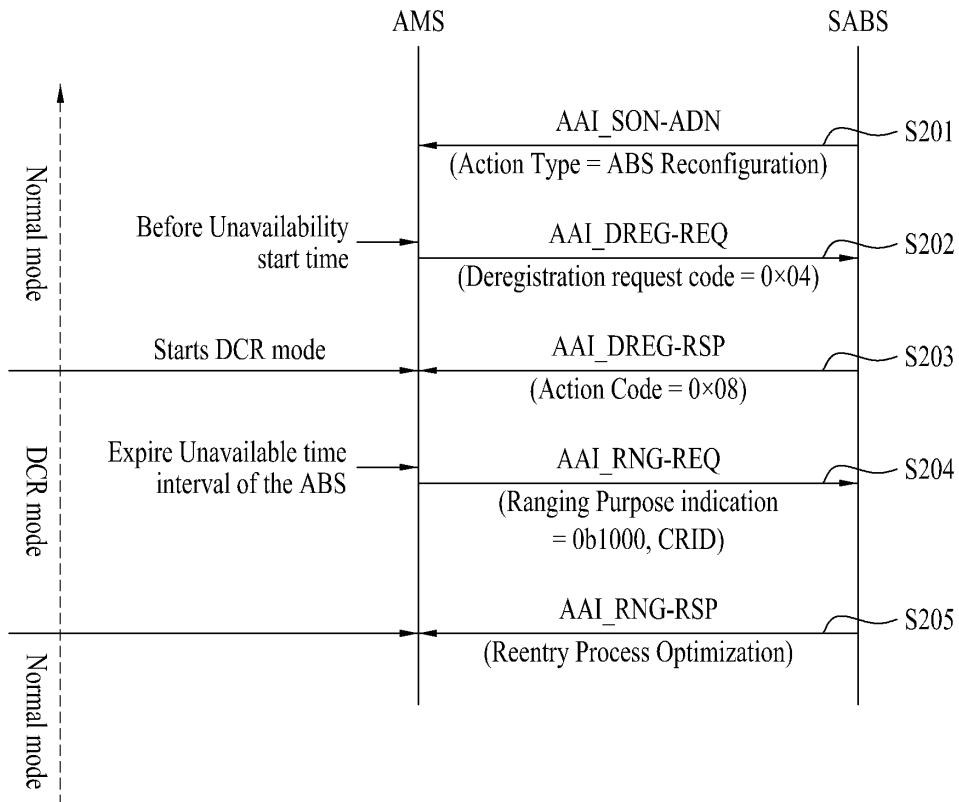 AMS
SABS
AAI_SON-ADN
S201
(Action Type = ABS Reconfiguration)
Normal mode
Before Unavailability
start time
AAI_DREG-REQ
S202
(Deregistration request code = 0×04)
Starts DCR mode
AAI_DREG-RSP
S203
(Action Code = 0×08)
DCR mode
Expire Unavailable time
interval of the ABS
AAI_RNG-REQ
S204
(Ranging Purpose indication
= 0b1000, CRID)
AAI_RNG-RSP
S205
(Reentry Process Optimization)
Normal mode